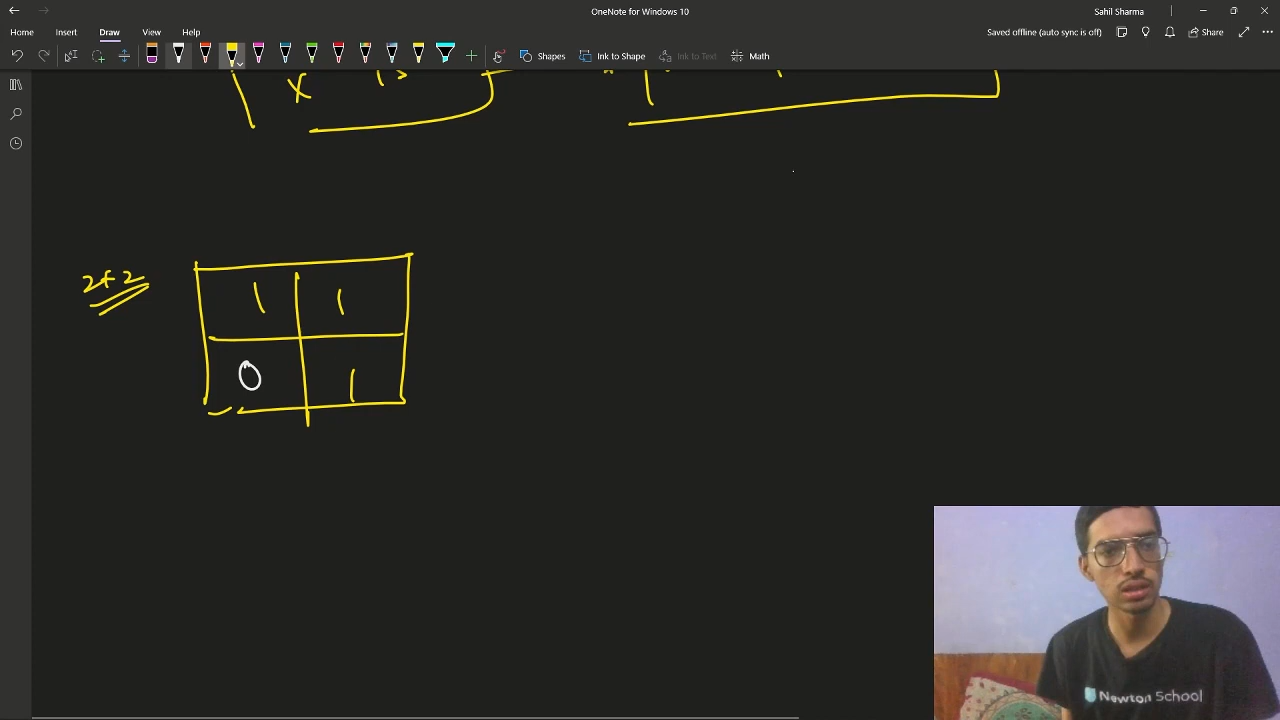 OneNote for Windows 10
Sahil Sharma
Home Insert Draw View Help
Saved offline (auto sync is off)
Share
Shapes
Ink to Shape
Ink to Text
Math
x
2+2
1 1
0 1
Newton School